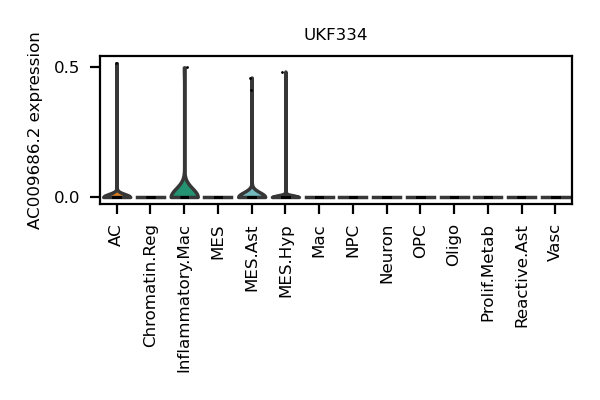 UKF334
AC009686.2 expression
0.5
0.0
AC
Chromatin.Reg
Inflammatory.Mac
MES
MES.Ast
MES.Hyp
Mac
NPC
Neuron
OPC
Oligo
Prolif.Metab
Reactive.Ast
Vasc